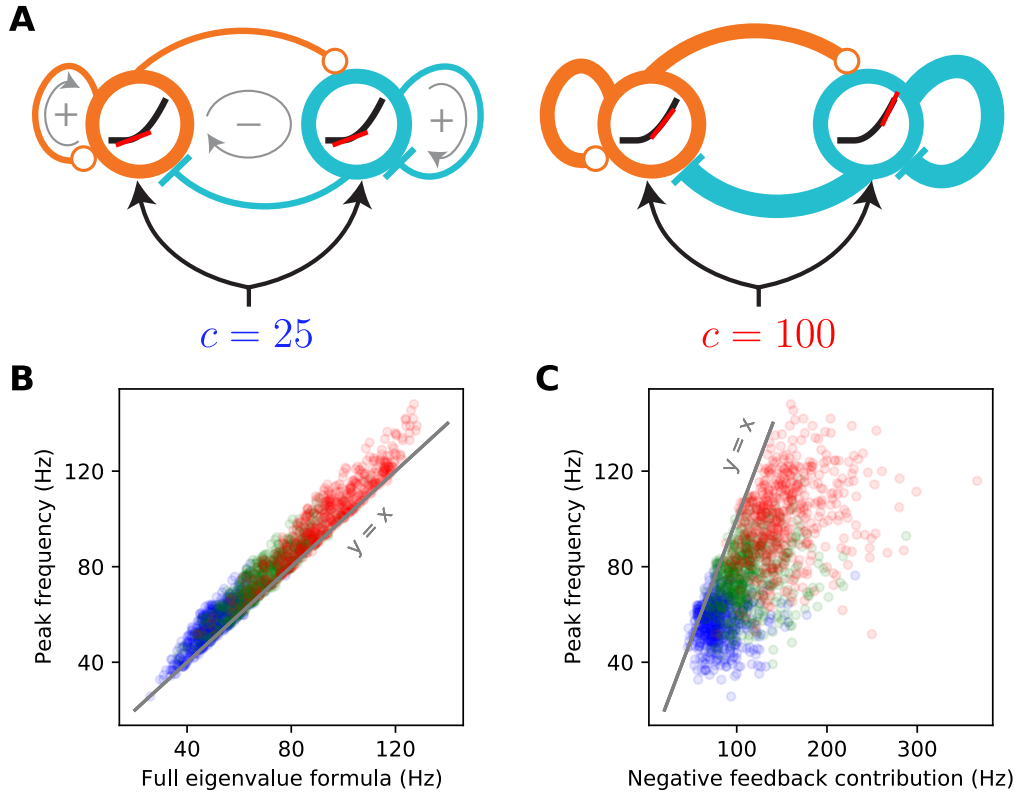 A
+
−
+
c = 25
c = 100
B
C
Peak frequency (Hz)
120
80
40
y = x
40
80
120
Full eigenvalue formula (Hz)
Peak frequency (Hz)
120
80
40
y = x
100
200
300
Negative feedback contribution (Hz)